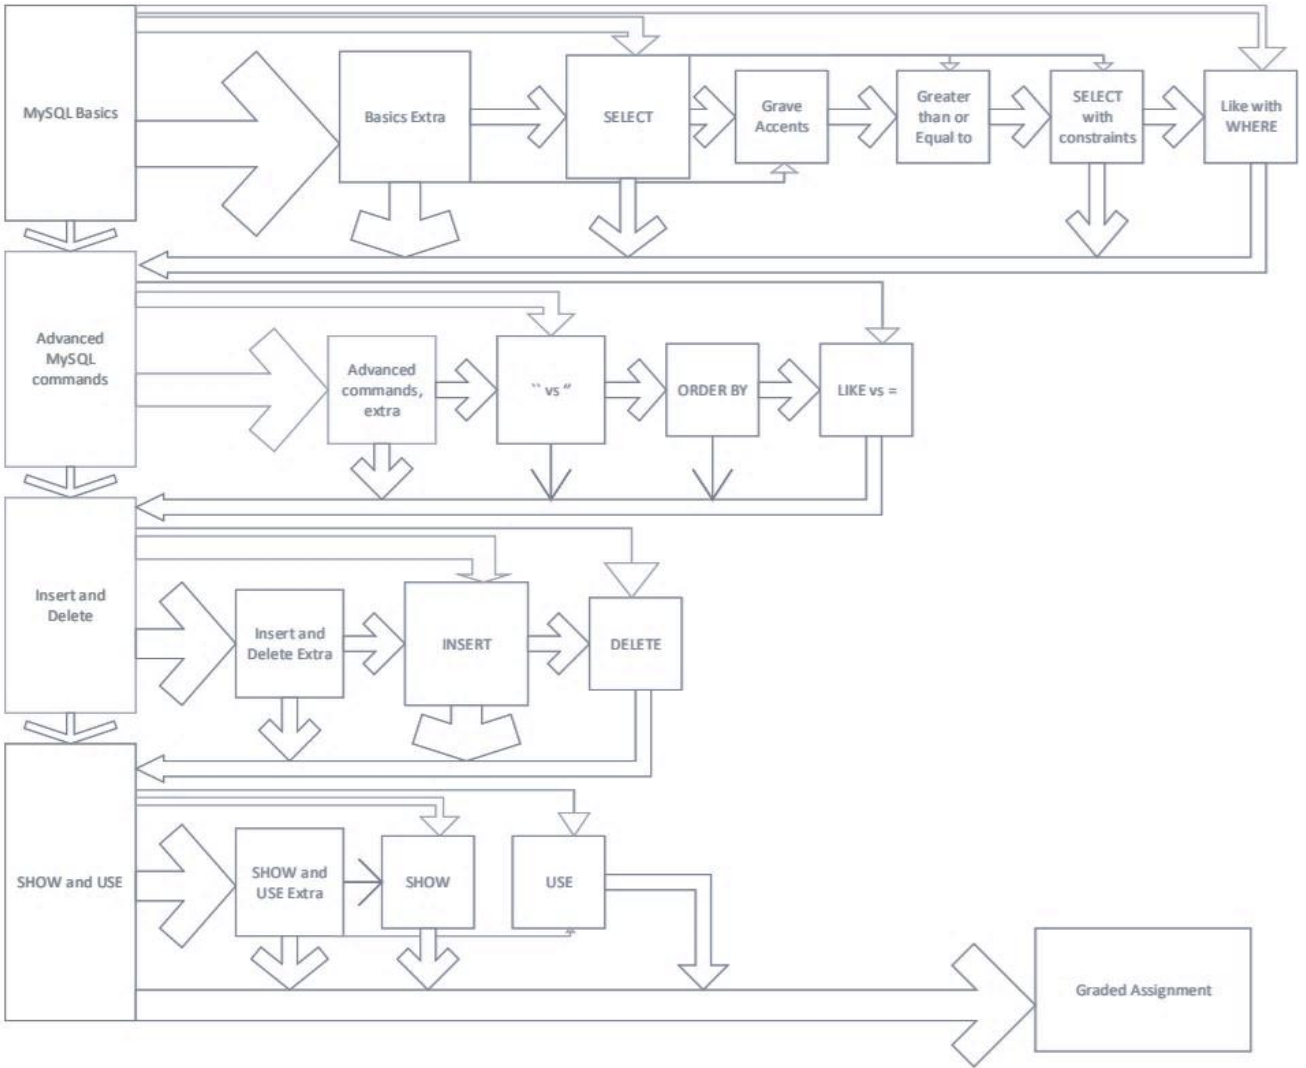 MySQL Basics
Basics Extra
SELECT
Grave
Accents
Greater
than or
Equal to
SELECT
with
constraints
Like with
WHERE
Advanced
MySQL
commands
Advanced
commands,
extra
`` vs ‘’
ORDER BY
LIKE vs =
Insert and
Delete
Insert and
Delete Extra
INSERT
DELETE
SHOW and USE
SHOW and
USE Extra
SHOW
USE
Graded Assignment